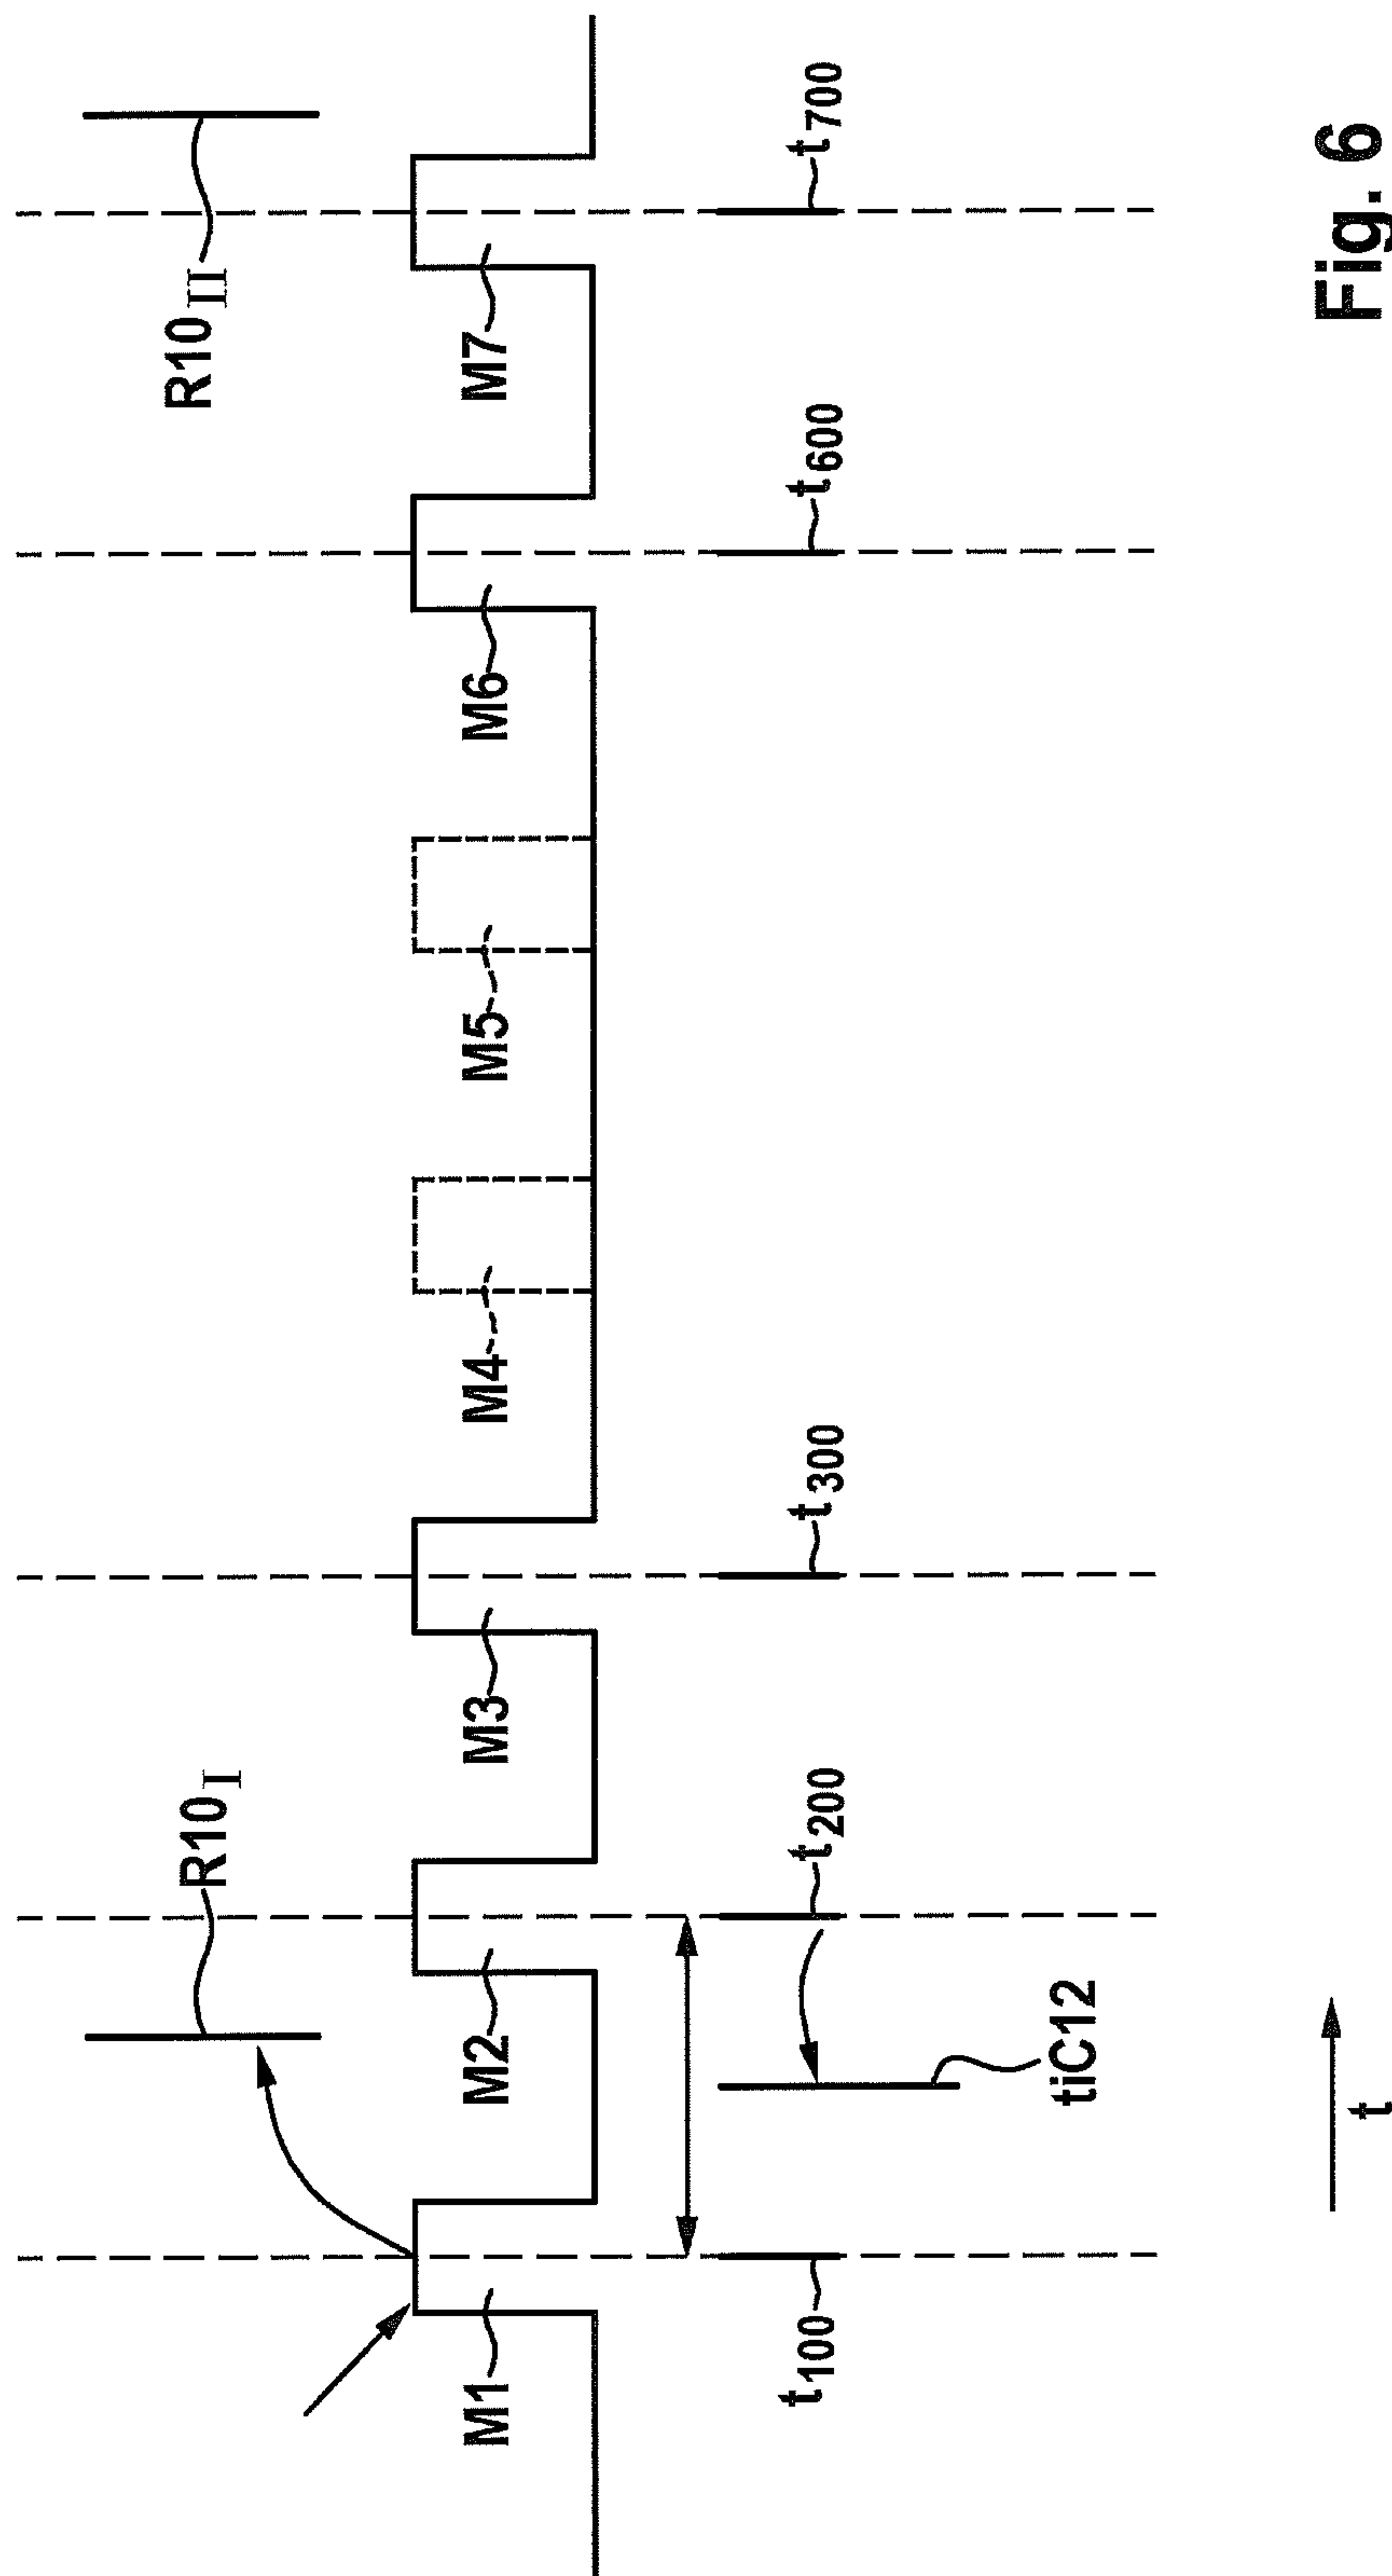 R10I
R10II
M1
M2
M3
M4
M5
M6
M7
t100
t200
t300
t600
t700
tiC12
t
Fig. 6